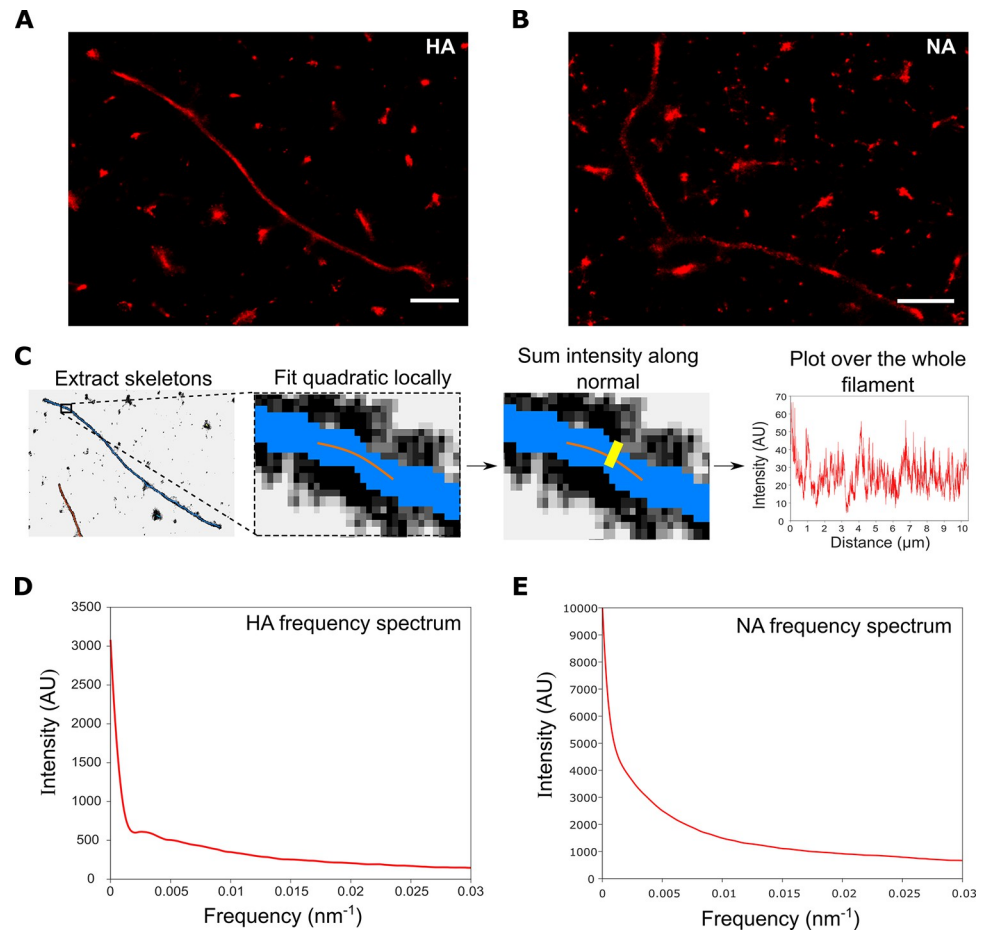 A
HA
B
NA
C
Extract skeletons
Fit quadratic locally
Sum intensity along
normal
Plot over the whole
filament
Intensity (AU)
70
60
50
40
30
20
10
0
0 1 2 3 4 5 6 7 8 9 10
Distance (µm)
D
HA frequency spectrum
Intensity (AU)
3500
3000
2500
2000
1500
1000
500
0
0 0.005 0.01 0.015 0.02 0.025 0.03
Frequency (nm⁻¹)
E
NA frequency spectrum
Intensity (AU)
10000
9000
8000
7000
6000
5000
4000
3000
2000
1000
0
0 0.005 0.01 0.015 0.02 0.025 0.03
Frequency (nm⁻¹)